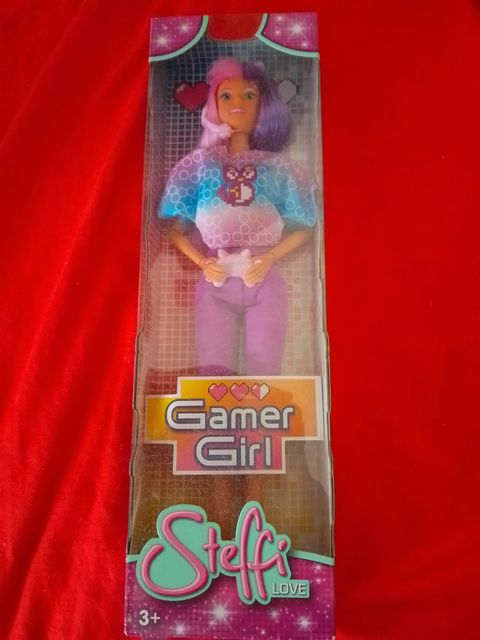 Gamer
Girl
Steffi
LOVE
3+